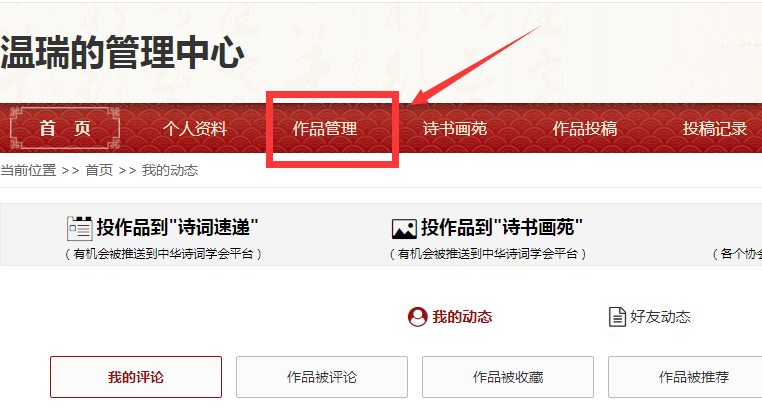 温瑞的管理中心
首 页 个人资料 作品管理 诗书画苑 作品投稿 投稿记录
当前位置 >> 首页 >> 我的动态
投作品到"诗词速递" 投作品到"诗书画苑"
（有机会被推送到中华诗词学会平台） （有机会被推送到中华诗词学会平台） （各个协会
我的动态 好友动态
我的评论 作品被评论 作品被收藏 作品被推荐